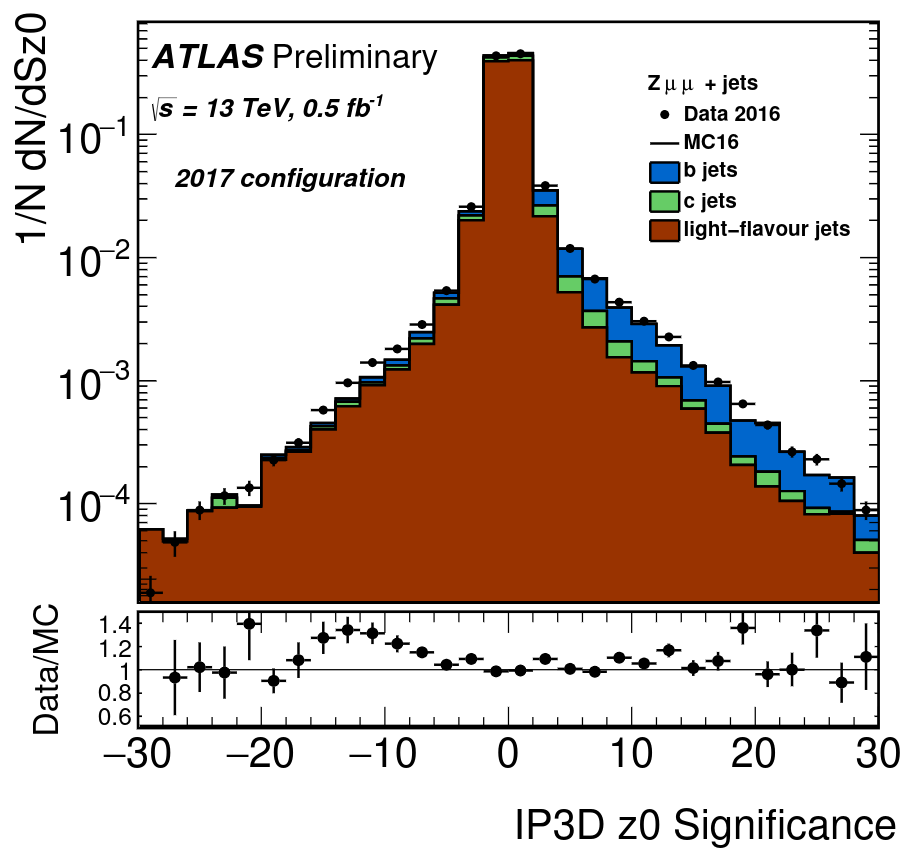 1/N dN/dSz0
ATLAS Preliminary
√s = 13 TeV, 0.5 fb⁻¹
2017 configuration
Z μ μ + jets
Data 2016
MC16
b jets
c jets
light–flavour jets
10⁻¹
10⁻²
10⁻³
10⁻⁴
Data/MC
1.4
1.2
1
0.8
0.6
−30 −20 −10 0 10 20 30
IP3D z0 Significance